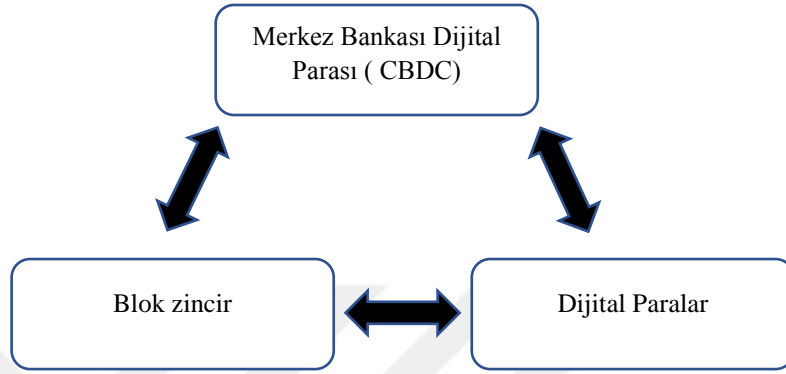 Merkez Bankası Dijital
Parası ( CBDC)
Blok zincir
Dijital Paralar